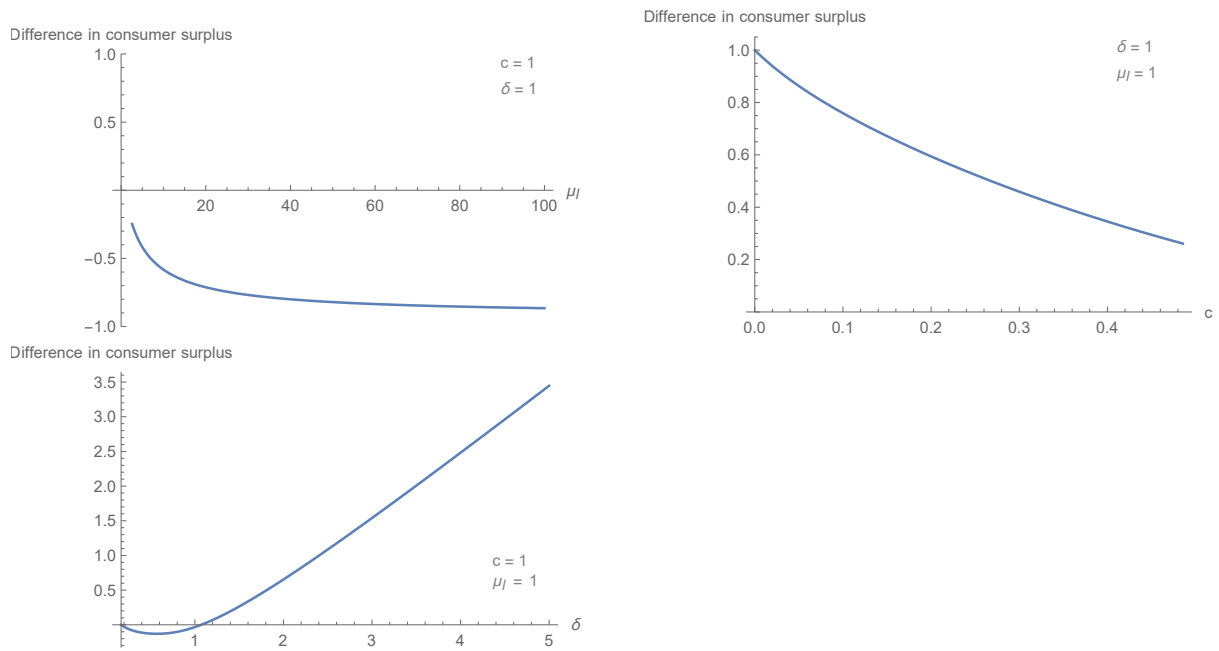 Difference in consumer surplus
1.0
c = 1
δ = 1
0.5
20 40 60 80 100 μI
−0.5
−1.0
Difference in consumer surplus
1.0
δ = 1
μI = 1
0.8
0.6
0.4
0.2
0.0 0.1 0.2 0.3 0.4 c
Difference in consumer surplus
3.5
3.0
2.5
2.0
1.5
1.0
c = 1
μI = 1
0.5
1 2 3 4 5 δ